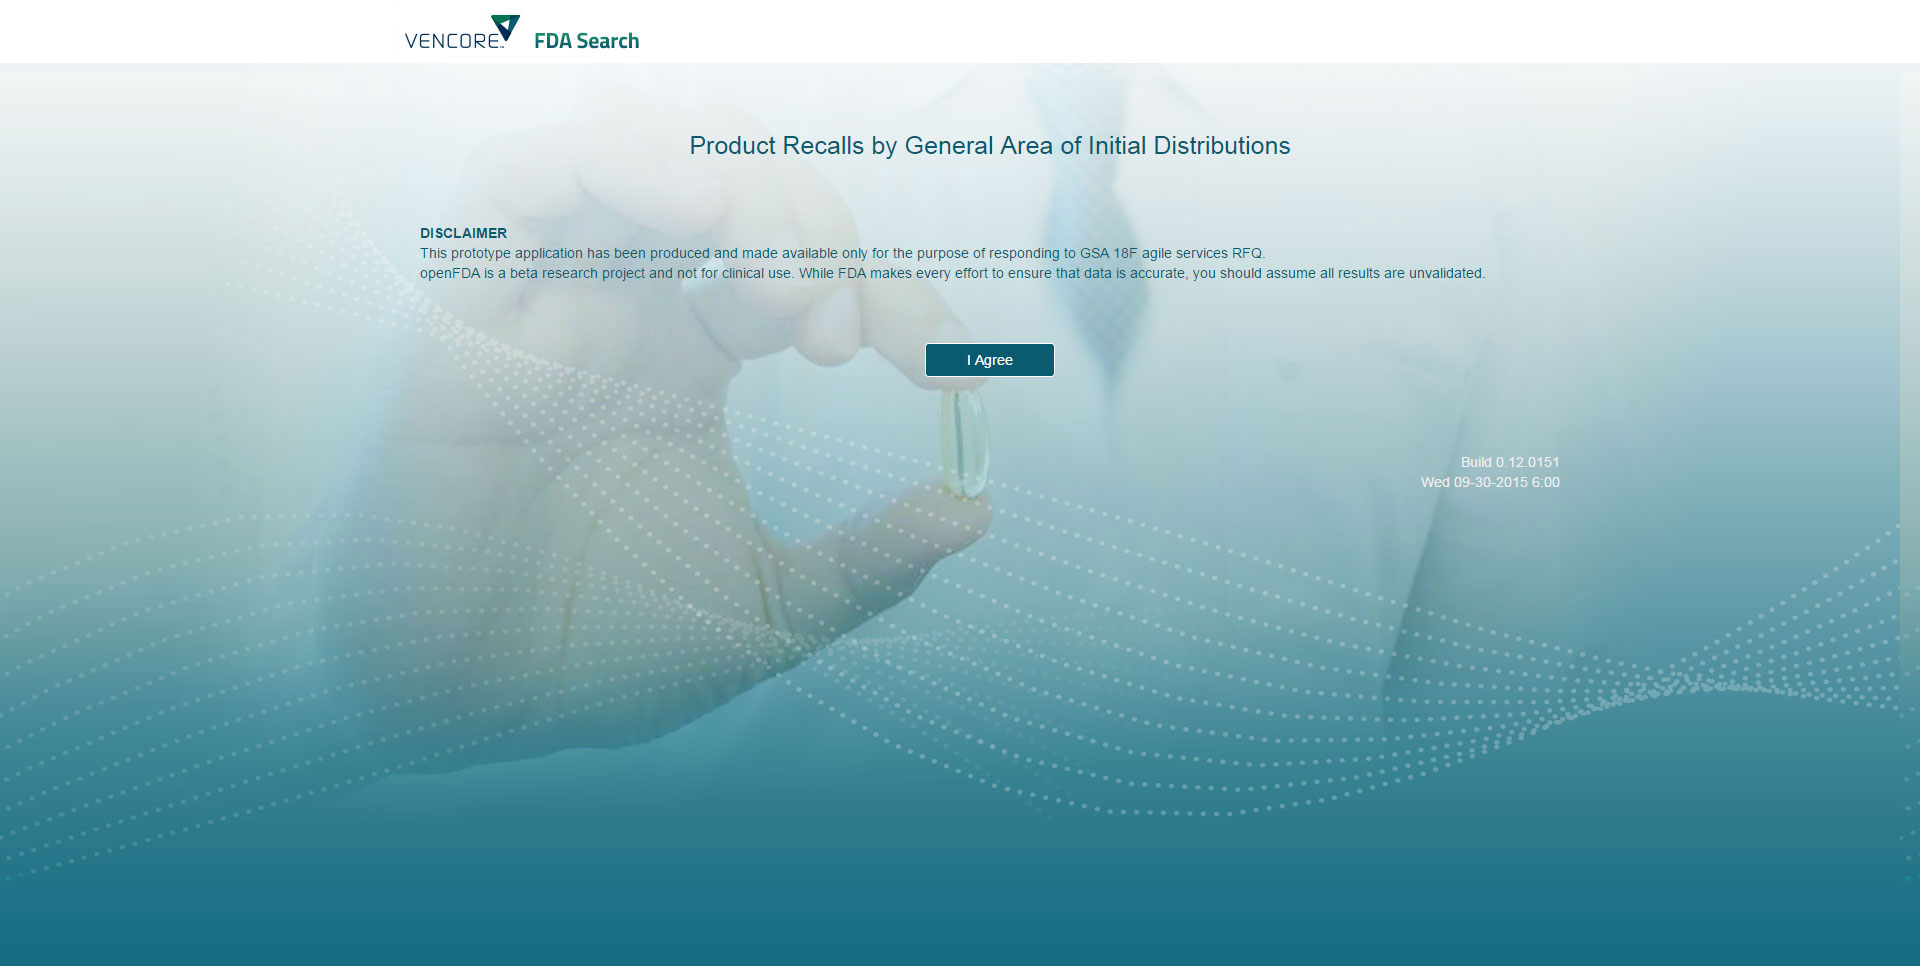 VENCORE FDA Search
Product Recalls by General Area of Initial Distributions
DISCLAIMER
This prototype application has been produced and made available only for the purpose of responding to GSA 18F agile services RFQ.
openFDA is a beta research project and not for clinical use. While FDA makes every effort to ensure that data is accurate, you should assume all results are unvalidated.
I Agree
Build 0.12.0151
Wed 09-30-2015 6:00